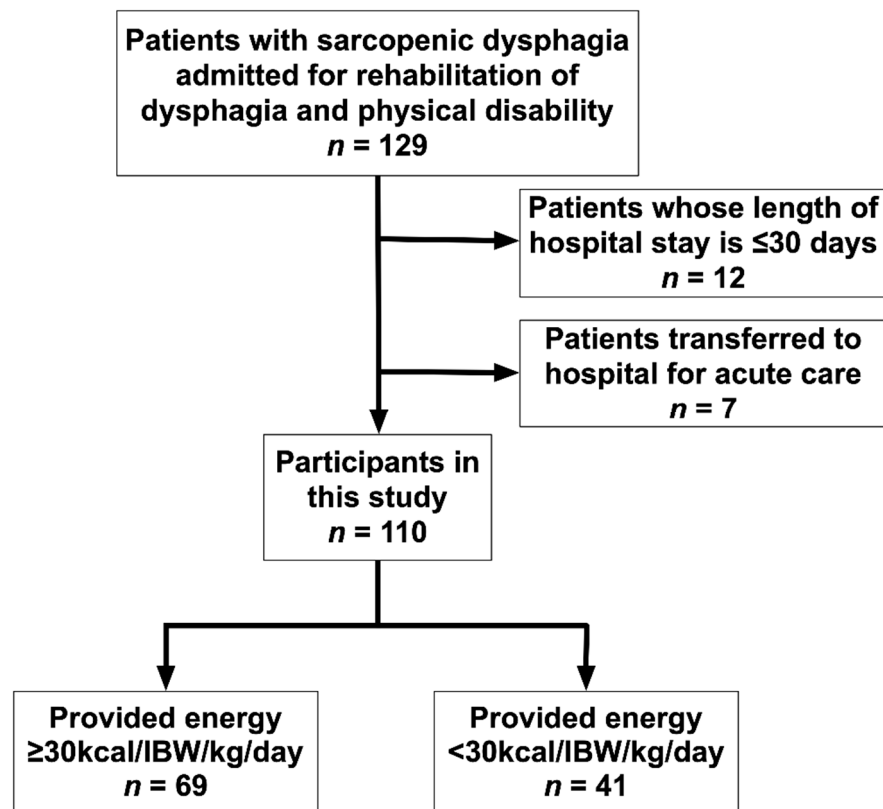 Patients with sarcopenic dysphagia
admitted for rehabilitation of
dysphagia and physical disability
n = 129
Patients whose length of
hospital stay is ≤30 days
n = 12
Patients transferred to
hospital for acute care
n = 7
Participants in
this study
n = 110
Provided energy
≥30kcal/IBW/kg/day
n = 69
Provided energy
<30kcal/IBW/kg/day
n = 41